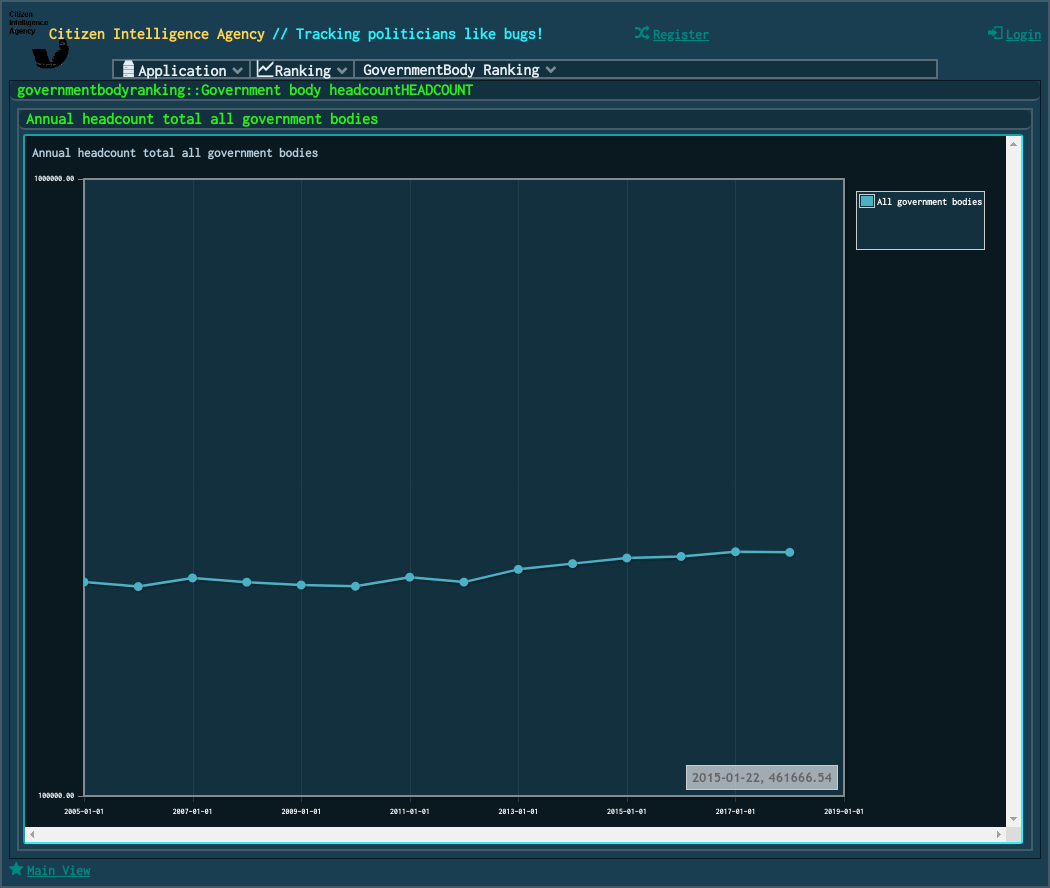 Citizen
Intelligence
Agency
Citizen Intelligence Agency // Tracking politicians like bugs!
Register
Login
Application
Ranking
GovernmentBody Ranking
governmentbodyranking::Government body headcountHEADCOUNT
Annual headcount total all government bodies
Annual headcount total all government bodies
1000000.00
All government bodies
2015-01-22, 461666.54
100000.00
2005-01-01
2007-01-01
2009-01-01
2011-01-01
2013-01-01
2015-01-01
2017-01-01
2019-01-01
Main View